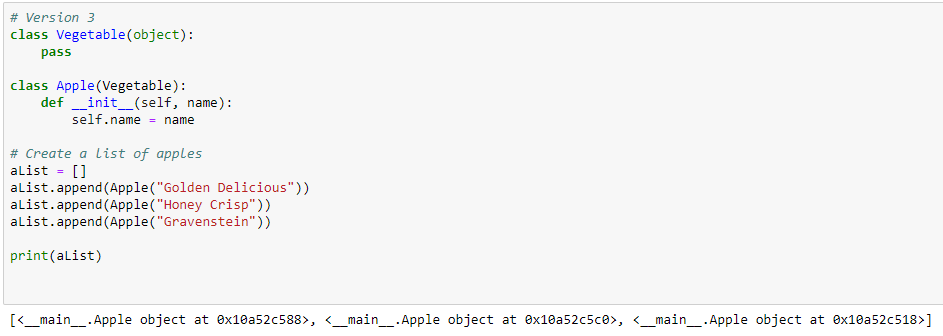 # Version 3
class Vegetable(object):
    pass

class Apple(Vegetable):
    def __init__(self, name):
        self.name = name

# Create a list of apples
aList = []
aList.append(Apple("Golden Delicious"))
aList.append(Apple("Honey Crisp"))
aList.append(Apple("Gravenstein"))

print(aList)

[<__main__.Apple object at 0x10a52c588>, <__main__.Apple object at 0x10a52c5c0>, <__main__.Apple object at 0x10a52c518>]